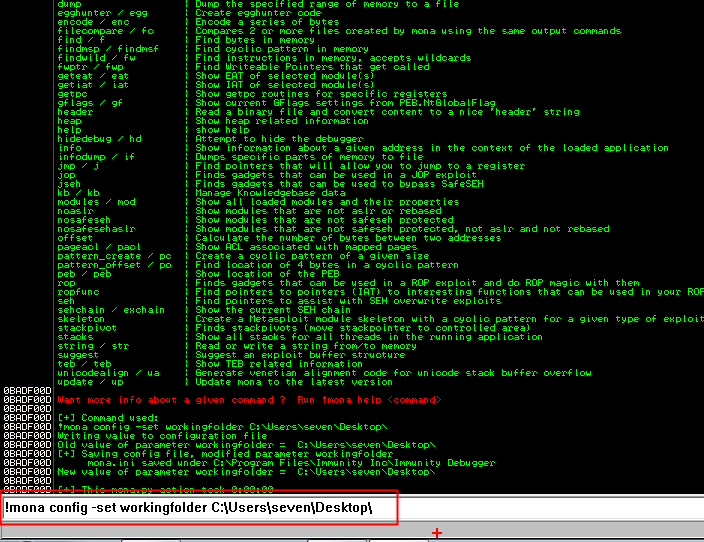 dump | Dump the specified range of memory to a file
egghunter / egg | Create egghunter code
encode / enc | Encode a series of bytes
filecompare / fc | Compares 2 or more files created by mona using the same output commands
find / f | Find bytes in memory
findmsp / findmsf | Find cyclic pattern in memory
findwild / fw | Find instructions in memory, accepts wildcards
fwptr / fwp | Find Writeable Pointers that get called
geteat / eat | Show EAT of selected module(s)
getiat / iat | Show IAT of selected module(s)
getpc | Show getpc routines for specific registers
gflags / gf | Show current GFlags settings from PEB.NtGlobalFlag
header | Read a binary file and convert content to a nice 'header' string
heap | Show heap related information
help | show help
hidedebug / hd | Attempt to hide the debugger
info | Show information about a given address in the context of the loaded application
infodump / if | Dumps specific parts of memory to file
jmp / j | Find pointers that will allow you to jump to a register
jop | Finds gadgets that can be used in a JOP exploit
jseh | Finds gadgets that can be used to bypass SafeSEH
kb / kb | Manage Knowledgebase data
modules / mod | Show all loaded modules and their properties
noaslr | Show modules that are not aslr or rebased
nosafeseh | Show modules that are not safeseh protected
nosafesehaslr | Show modules that are not safeseh protected, not aslr and not rebased
offset | Calculate the number of bytes between two addresses
pageacl / pacl | Show ACL associated with mapped pages
pattern_create / pc | Create a cyclic pattern of a given size
pattern_offset / po | Find location of 4 bytes in a cyclic pattern
peb / peb | Show location of the PEB
rop | Finds gadgets that can be used in a ROP exploit and do ROP magic with them
ropfunc | Find pointers to pointers (IAT) to interesting functions that can be used in your ROP
seh | Find pointers to assist with SEH overwrite exploits
sehchain / exchain | Show the current SEH chain
skeleton | Create a Metasploit module skeleton with a cyclic pattern for a given type of exploit
stackpivot | Finds stackpivots (move stackpointer to controlled area)
stacks | Show all stacks for all threads in the running application
string / str | Read or write a string from/to memory
suggest | Suggest an exploit buffer structure
teb / teb | Show TEB related information
unicodealign / ua | Generate venetian alignment code for unicode stack buffer overflow
update / up | Update mona to the latest version
0BADF00D
0BADF00D Want more info about a given command ? Run !mona help <command>
0BADF00D
0BADF00D [+] Command used:
0BADF00D !mona config -set workingfolder C:\Users\seven\Desktop\
0BADF00D Writing value to configuration file
0BADF00D Old value of parameter workingfolder = C:\Users\seven\Desktop\
0BADF00D [+] Saving config file, modified parameter workingfolder
0BADF00D mona.ini saved under C:\Program Files\Immunity Inc\Immunity Debugger
0BADF00D New value of parameter workingfolder = C:\Users\seven\Desktop\
0BADF00D
0BADF00D [+] This mona.py action took 0:00:00
!mona config -set workingfolder C:\Users\seven\Desktop\